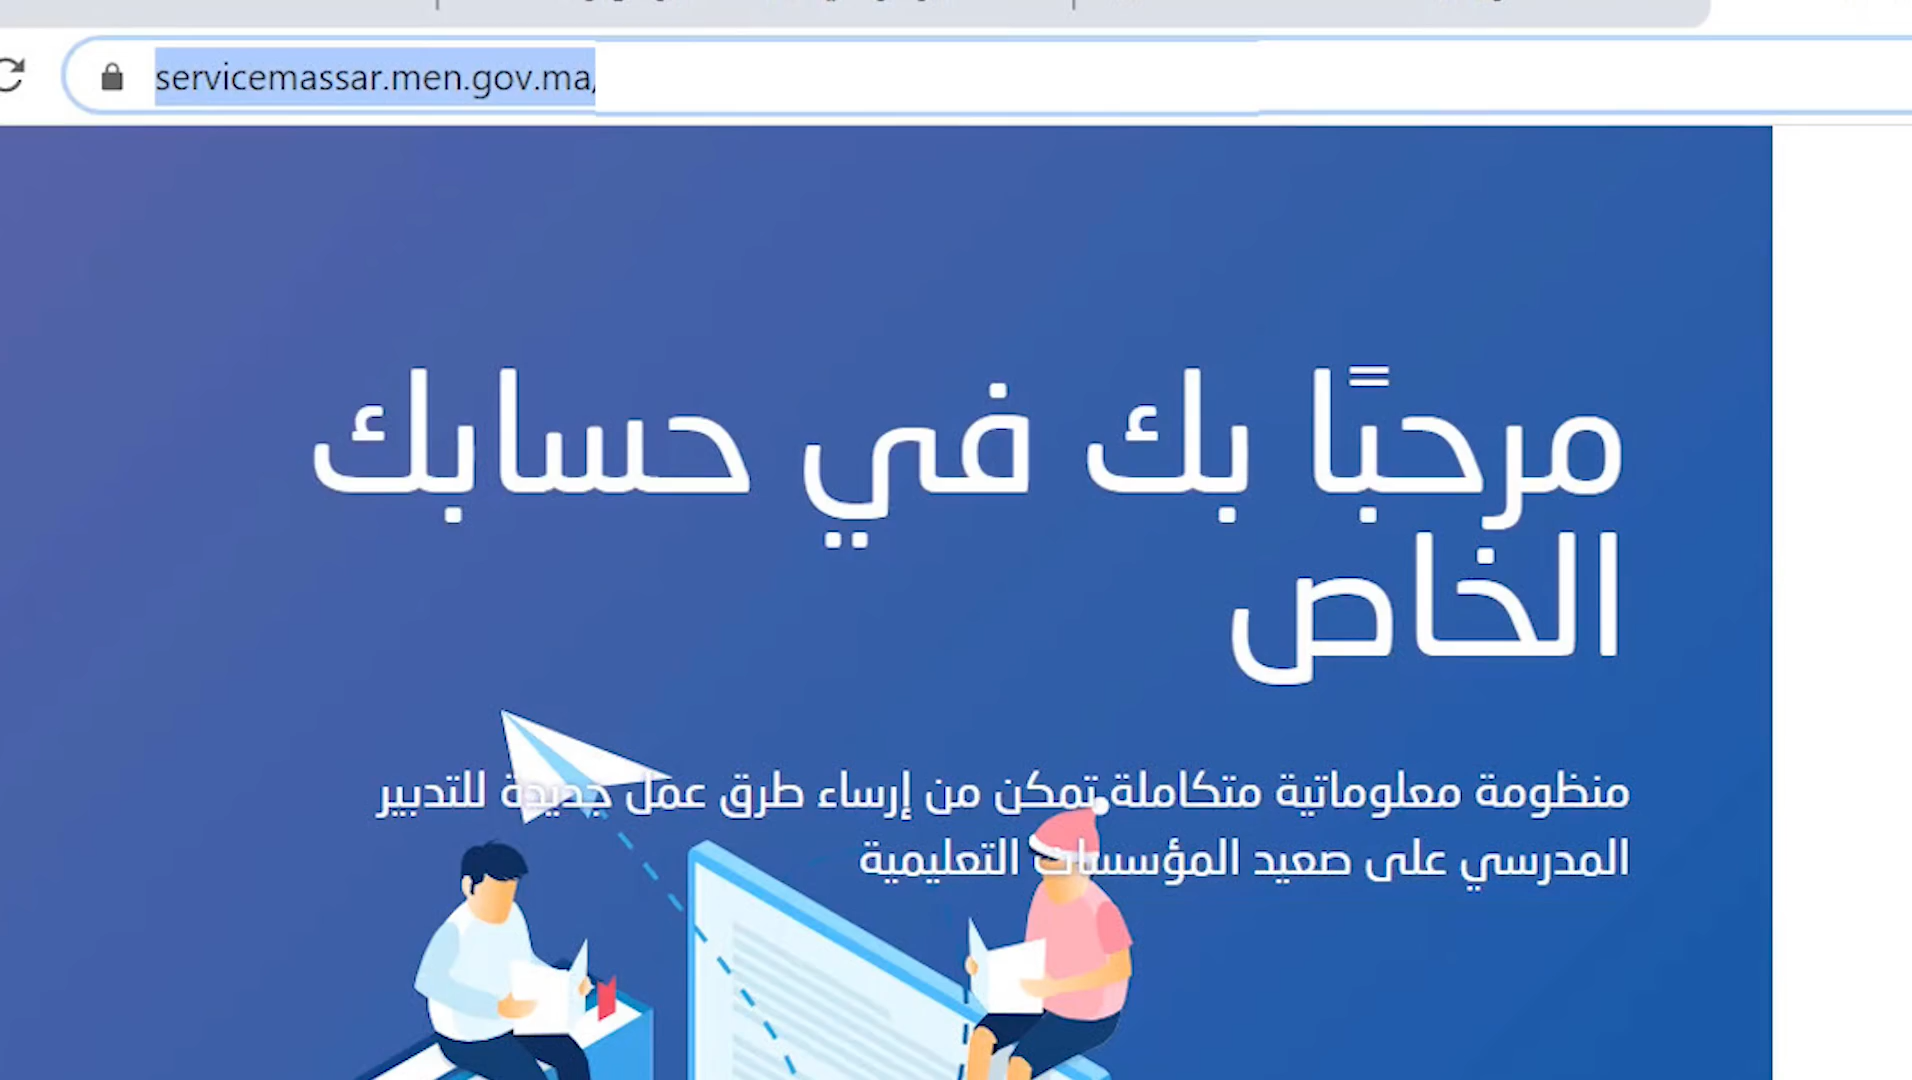 servicemassar.men.gov.ma/
مرحبًا بك في حسابك
الخاص
منظومة معلوماتية متكاملة تمكن من إرساء طرق عمل جديدة للتدبير
المدرسي على صعيد المؤسسات التعليمية